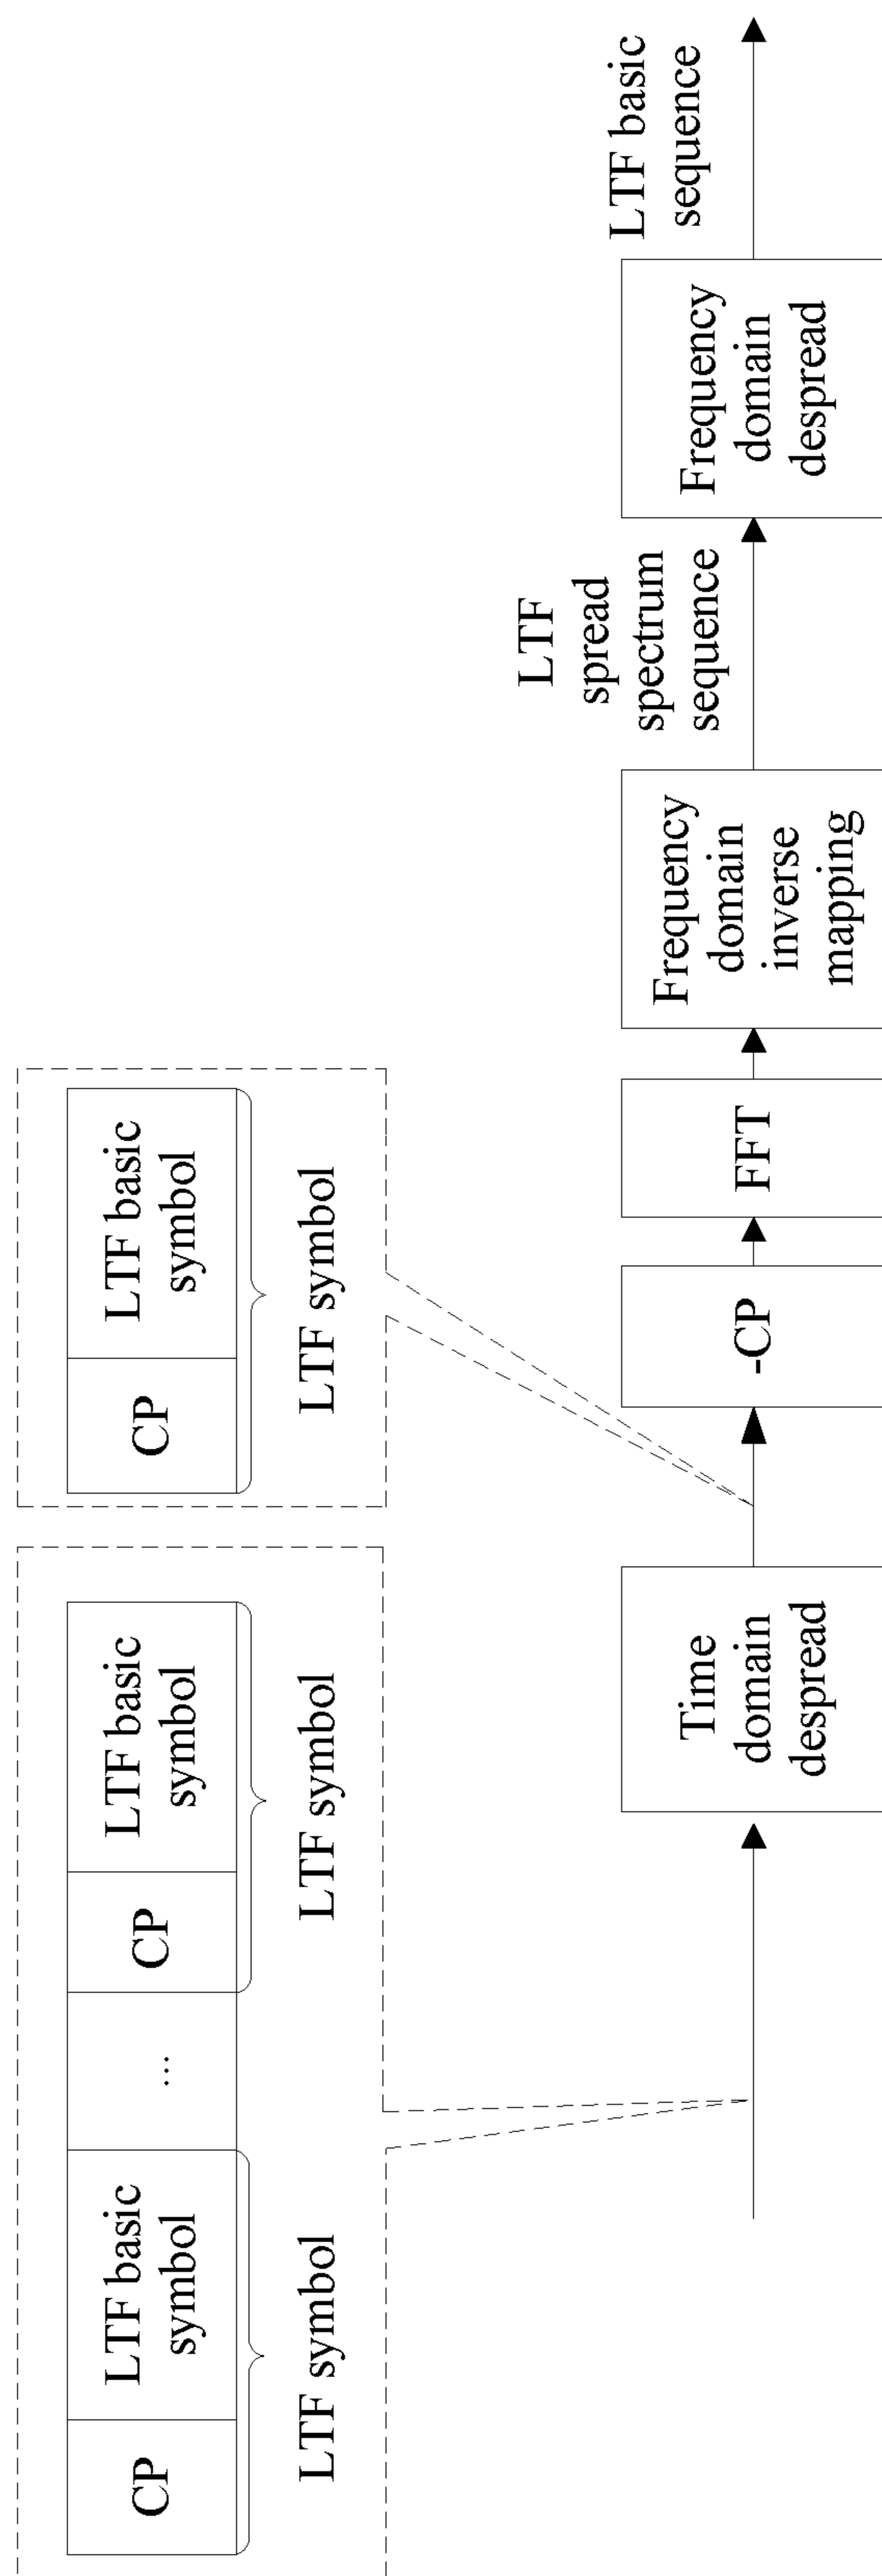 CP
LTF basic
symbol
...
CP
LTF basic
symbol
LTF symbol
LTF symbol
CP
LTF basic
symbol
LTF symbol
Time
domain
despread
-CP
FFT
Frequency
domain
inverse
mapping
LTF
spread
spectrum
sequence
Frequency
domain
despread
LTF basic
sequence